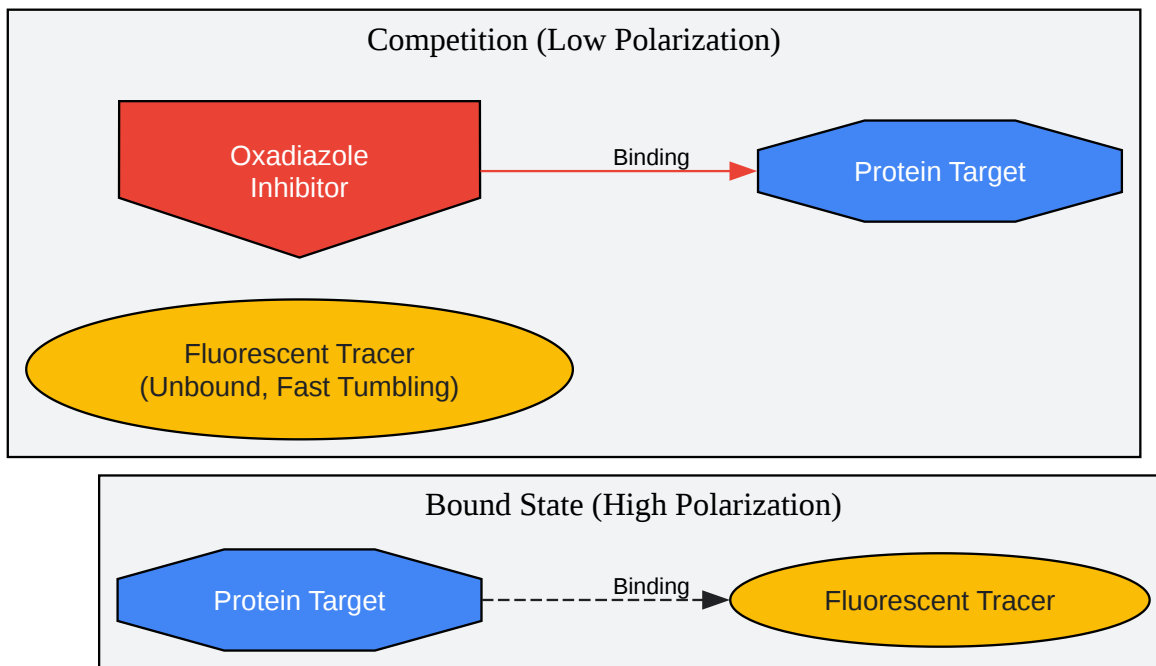 Competition (Low Polarization)
Oxadiazole
Inhibitor
Binding
Protein Target
Fluorescent Tracer
(Unbound, Fast Tumbling)
Bound State (High Polarization)
Protein Target
Binding
Fluorescent Tracer